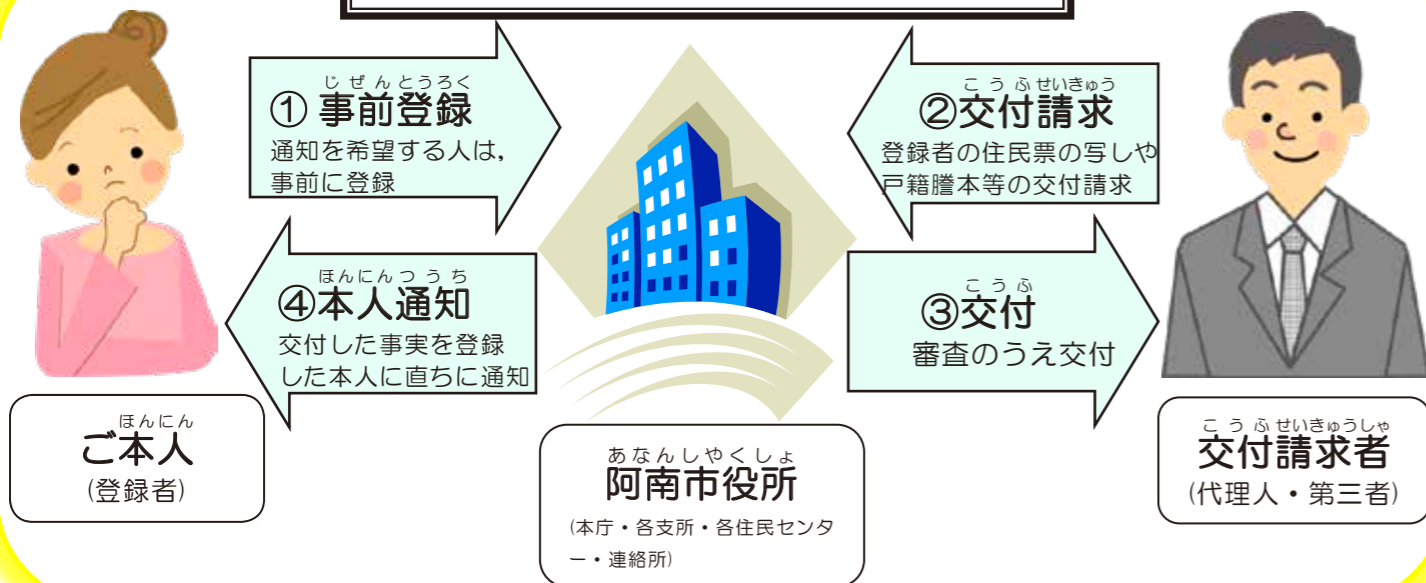 じぜんとうろく
① 事前登録
通知を希望する人は,
事前に登録
こうふせいきゅう
②交付請求
登録者の住民票の写しや
戸籍謄本等の交付請求
ほんにんつうち
④本人通知
交付した事実を登録
した本人に直ちに通知
こうふ
③交付
審査のうえ交付
ほんにん
ご本人
(登録者)
あなんしやくしょ
阿南市役所
(本庁・各支所・各住民センタ
ー・連絡所)
こうふせいきゅうしゃ
交付請求者
(代理人・第三者)